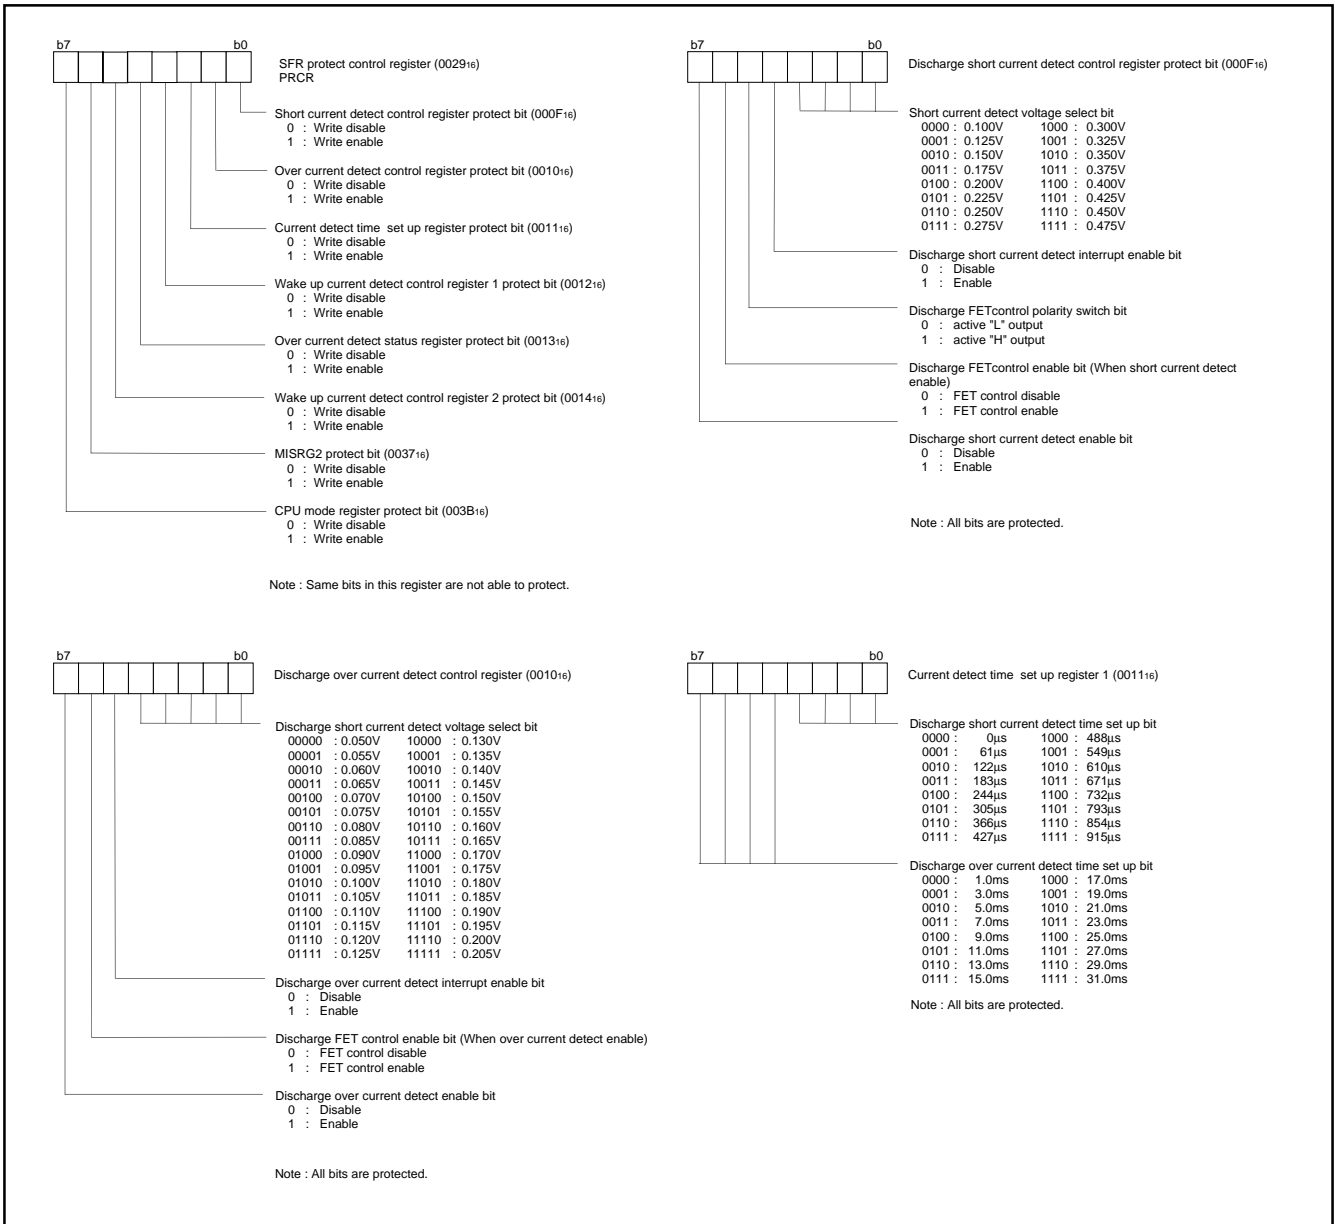 b7 b0
SFR protect control register (0029₁₆)
PRCR
Short current detect control register protect bit (000F₁₆)
0 : Write disable
1 : Write enable
Over current detect control register protect bit (0010₁₆)
0 : Write disable
1 : Write enable
Current detect time set up register protect bit (0011₁₆)
0 : Write disable
1 : Write enable
Wake up current detect control register 1 protect bit (0012₁₆)
0 : Write disable
1 : Write enable
Over current detect status register protect bit (0013₁₆)
0 : Write disable
1 : Write enable
Wake up current detect control register 2 protect bit (0014₁₆)
0 : Write disable
1 : Write enable
MISRG2 protect bit (0037₁₆)
0 : Write disable
1 : Write enable
CPU mode register protect bit (003B₁₆)
0 : Write disable
1 : Write enable
Note : Same bits in this register are not able to protect.
b7 b0
Discharge short current detect control register protect bit (000F₁₆)
Short current detect voltage select bit
0000 : 0.100V 1000 : 0.300V
0001 : 0.125V 1001 : 0.325V
0010 : 0.150V 1010 : 0.350V
0011 : 0.175V 1011 : 0.375V
0100 : 0.200V 1100 : 0.400V
0101 : 0.225V 1101 : 0.425V
0110 : 0.250V 1110 : 0.450V
0111 : 0.275V 1111 : 0.475V
Discharge short current detect interrupt enable bit
0 : Disable
1 : Enable
Discharge FETcontrol polarity switch bit
0 : active "L" output
1 : active "H" output
Discharge FETcontrol enable bit (When short current detect
enable)
0 : FET control disable
1 : FET control enable
Discharge short current detect enable bit
0 : Disable
1 : Enable
Note : All bits are protected.
b7 b0
Discharge over current detect control register (0010₁₆)
Discharge short current detect voltage select bit
00000 : 0.050V 10000 : 0.130V
00001 : 0.055V 10001 : 0.135V
00010 : 0.060V 10010 : 0.140V
00011 : 0.065V 10011 : 0.145V
00100 : 0.070V 10100 : 0.150V
00101 : 0.075V 10101 : 0.155V
00110 : 0.080V 10110 : 0.160V
00111 : 0.085V 10111 : 0.165V
01000 : 0.090V 11000 : 0.170V
01001 : 0.095V 11001 : 0.175V
01010 : 0.100V 11010 : 0.180V
01011 : 0.105V 11011 : 0.185V
01100 : 0.110V 11100 : 0.190V
01101 : 0.115V 11101 : 0.195V
01110 : 0.120V 11110 : 0.200V
01111 : 0.125V 11111 : 0.205V
Discharge over current detect interrupt enable bit
0 : Disable
1 : Enable
Discharge FET control enable bit (When over current detect enable)
0 : FET control disable
1 : FET control enable
Discharge over current detect enable bit
0 : Disable
1 : Enable
Note : All bits are protected.
b7 b0
Current detect time set up register 1 (0011₁₆)
Discharge short current detect time set up bit
0000 : 0µs 1000 : 488µs
0001 : 61µs 1001 : 549µs
0010 : 122µs 1010 : 610µs
0011 : 183µs 1011 : 671µs
0100 : 244µs 1100 : 732µs
0101 : 305µs 1101 : 793µs
0110 : 366µs 1110 : 854µs
0111 : 427µs 1111 : 915µs
Discharge over current detect time set up bit
0000 : 1.0ms 1000 : 17.0ms
0001 : 3.0ms 1001 : 19.0ms
0010 : 5.0ms 1010 : 21.0ms
0011 : 7.0ms 1011 : 23.0ms
0100 : 9.0ms 1100 : 25.0ms
0101 : 11.0ms 1101 : 27.0ms
0110 : 13.0ms 1110 : 29.0ms
0111 : 15.0ms 1111 : 31.0ms
Note : All bits are protected.